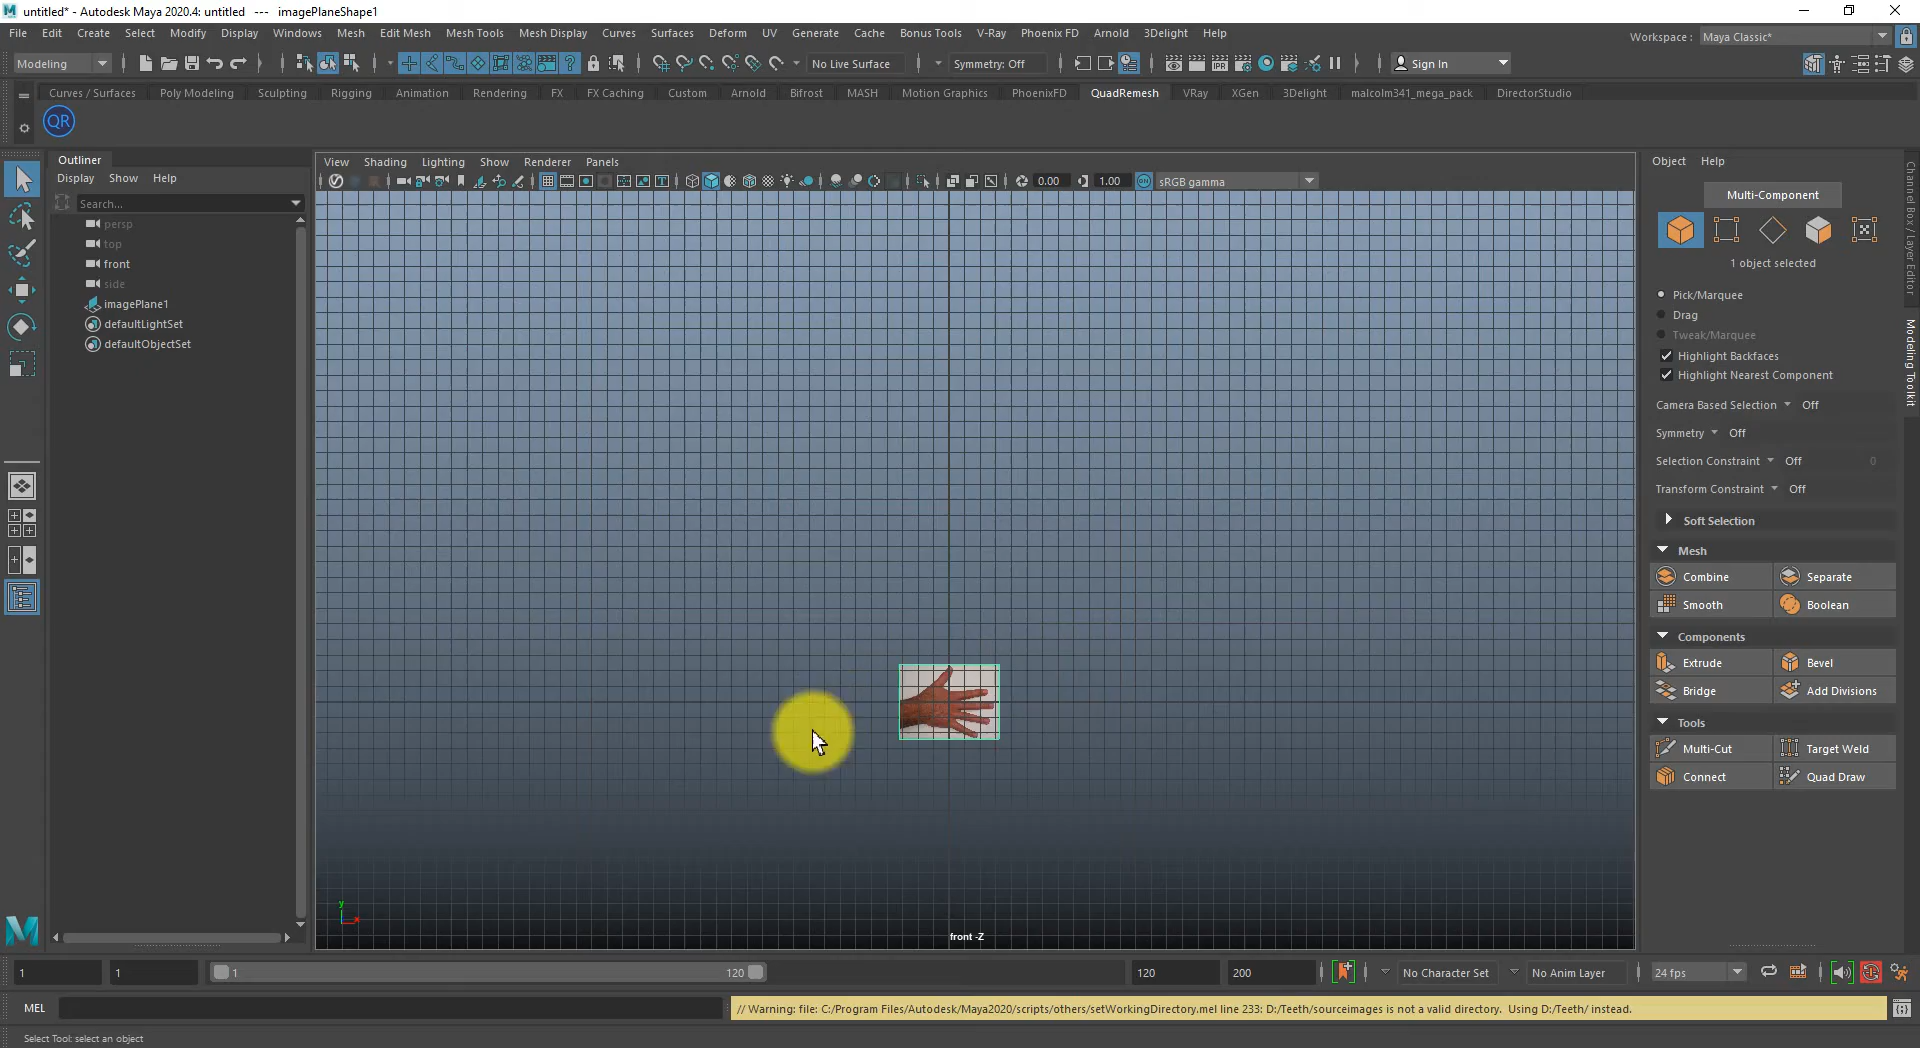 untitled* - Autodesk Maya 2020.4: untitled   ---   imagePlaneShape1
File Edit Create Select Modify Display Windows Mesh Edit Mesh Mesh Tools Mesh Display Curves Surfaces Deform UV Generate Cache Bonus Tools V-Ray Phoenix FD Arnold 3Delight Help
Workspace : Maya Classic*
Modeling No Live Surface Symmetry: Off IPR Sign In
Curves / Surfaces Poly Modeling Sculpting Rigging Animation Rendering FX FX Caching Custom Arnold Bifrost MASH Motion Graphics PhoenixFD QuadRemesh VRay XGen 3Delight malcolm341_mega_pack DirectorStudio
QR
Outliner
Display Show Help
Search...
persp
top
front
side
imagePlane1
defaultLightSet
defaultObjectSet
View Shading Lighting Show Renderer Panels
0.00 1.00 ON sRGB gamma
y
x
front -Z
Object Help
Multi-Component
1 object selected
Pick/Marquee
Drag
Tweak/Marquee
Highlight Backfaces
Highlight Nearest Component
Camera Based Selection Off
Symmetry Off
Selection Constraint Off 0
Transform Constraint Off
Soft Selection
Mesh
Combine Separate
Smooth Boolean
Components
Extrude Bevel
Bridge Add Divisions
Tools
Multi-Cut Target Weld
Connect Quad Draw
Channel Box / Layer Editor
Modeling Toolkit
1 1 1 120 120 200 No Character Set No Anim Layer 24 fps
MEL // Warning: file: C:/Program Files/Autodesk/Maya2020/scripts/others/setWorkingDirectory.mel line 233: D:/Teeth/sourceimages is not a valid directory.  Using D:/Teeth/ instead.
Select Tool: select an object